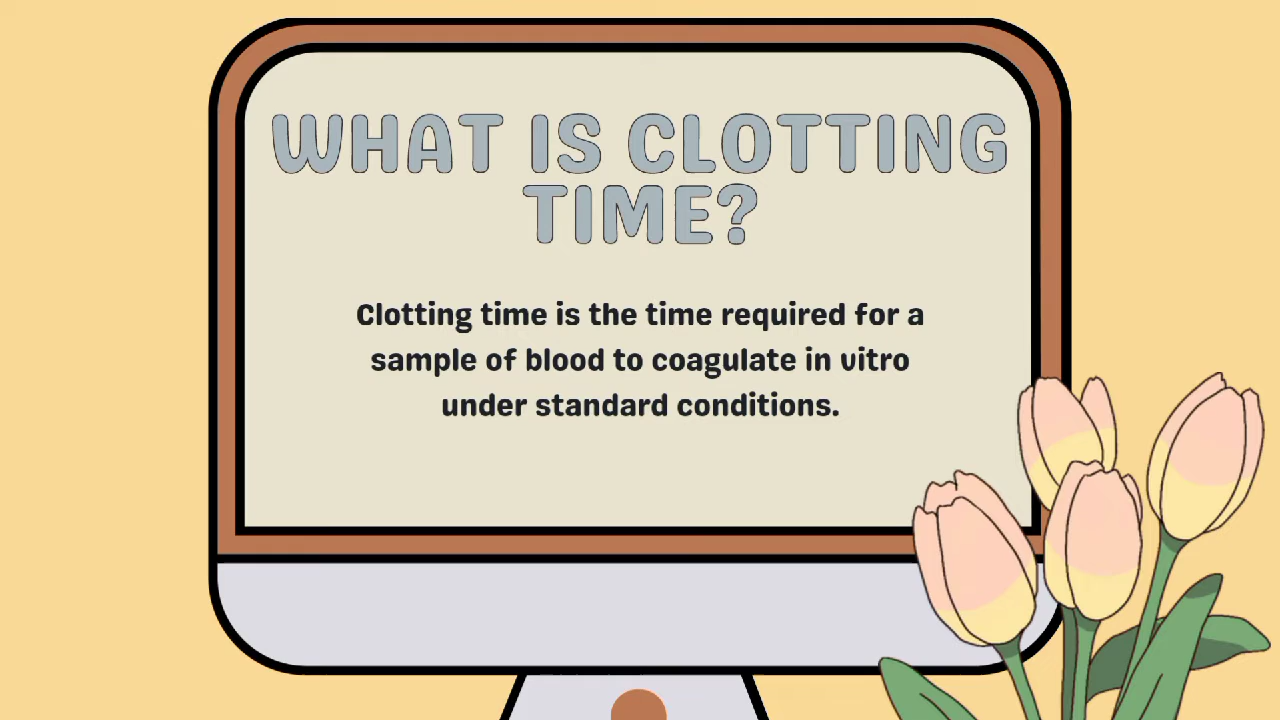 WHAT IS CLOTTING
TIME?
Clotting time is the time required for a
sample of blood to coagulate in vitro
under standard conditions.